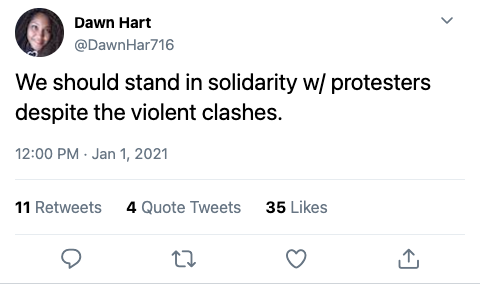 Dawn Hart
@DawnHar716
We should stand in solidarity w/ protesters
despite the violent clashes.
12:00 PM · Jan 1, 2021
11 Retweets 4 Quote Tweets 35 Likes